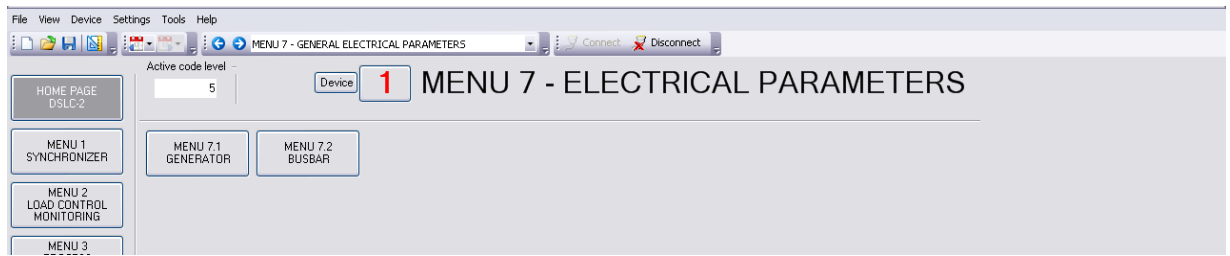 File View Device Settings Tools Help
MENU 7 - GENERAL ELECTRICAL PARAMETERS Connect Disconnect
Active code level
5
Device 1 MENU 7 - ELECTRICAL PARAMETERS
HOME PAGE
DSLC-2
MENU 1
SYNCHRONIZER
MENU 7.1
GENERATOR
MENU 7.2
BUSBAR
MENU 2
LOAD CONTROL
MONITORING
MENU 3